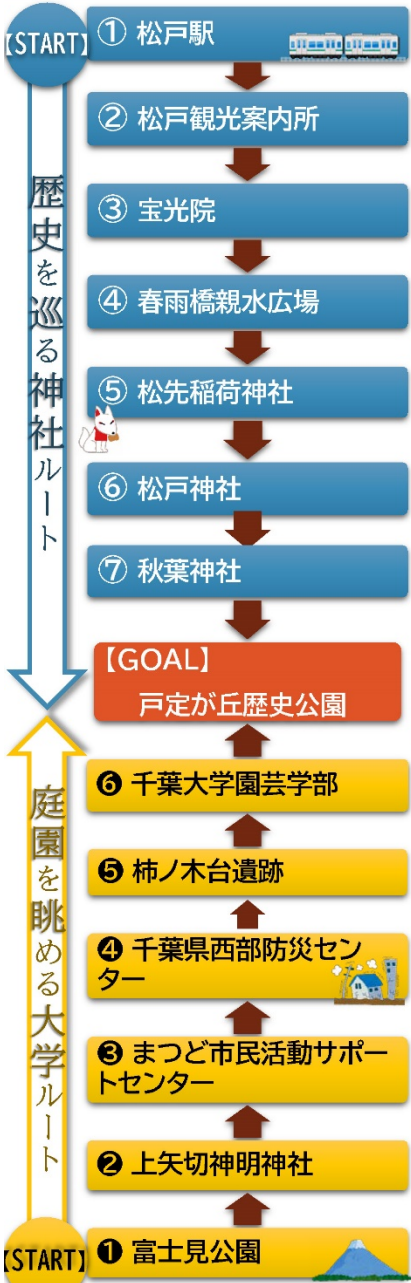 【START】
① 松戸駅
② 松戸観光案内所
③ 宝光院
④ 春雨橋親水広場
⑤ 松先稲荷神社
⑥ 松戸神社
⑦ 秋葉神社
歴史を巡る神社ルート
【GOAL】
戸定が丘歴史公園
❻ 千葉大学園芸学部
❺ 柿ノ木台遺跡
❹ 千葉県西部防災セン
ター
❸ まつど市民活動サポー
トセンター
❷ 上矢切神明神社
❶ 富士見公園
庭園を眺める大学ルート
【START】